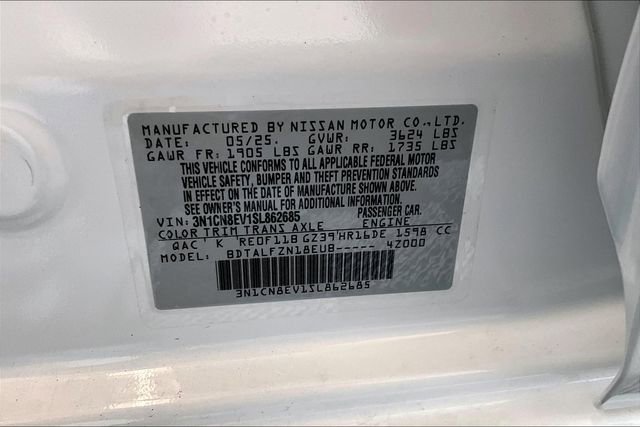 MANUFACTURED BY NISSAN MOTOR CO.,LTD.
DATE: 05/25. GVWR: 3624 LBS
GAWR FR: 1905 LBS GAWR RR: 1735 LBS
THIS VEHICLE CONFORMS TO ALL APPLICABLE FEDERAL MOTOR
VEHICLE SAFETY, BUMPER AND THEFT PREVENTION STANDARDS
IN EFFECT ON THE DATE OF MANUFACTURE SHOWN ABOVE.
SEE OWNER'S MANUAL FOR ADDITIONAL INFORMATION.
VIN: 3N1CN8EV1SL862685 PASSENGER CAR.
COLOR TRIM TRANS AXLE ENGINE
QAC K RE0F11B GZ39 HR16DE 1598 CC
MODEL: BDTALFZN18EUB----- 4Z000
3N1CN8EV1SL862685